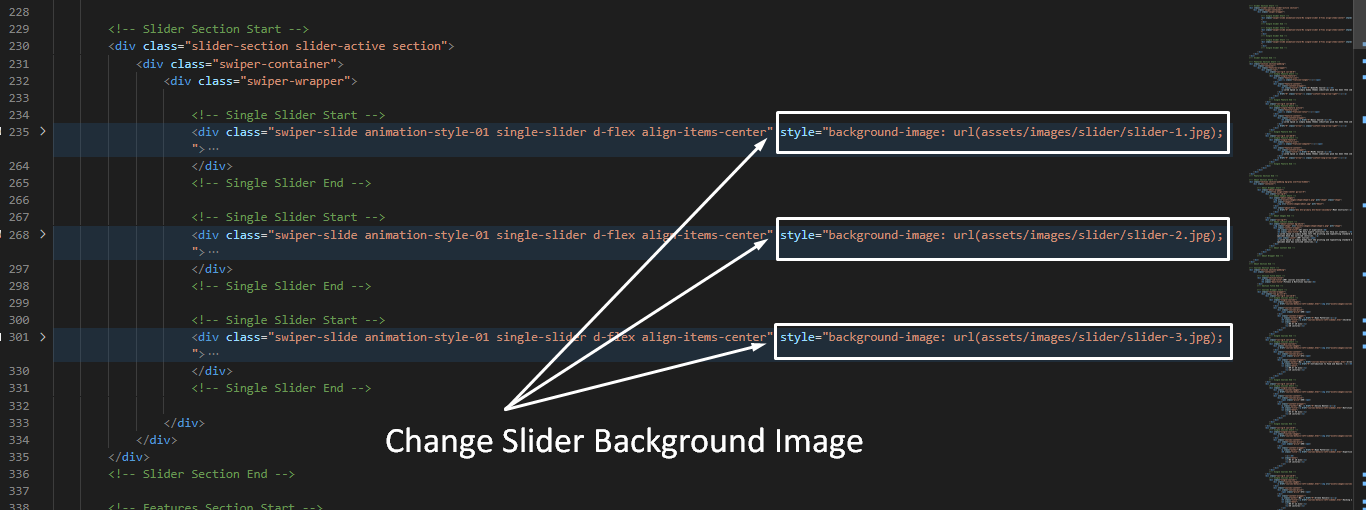 228
229 <!-- Slider Section Start -->
230 <div class="slider-section slider-active section">
231 <div class="swiper-container">
232 <div class="swiper-wrapper">
233
234 <!-- Single Slider Start -->
235 > <div class="swiper-slide animation-style-01 single-slider d-flex align-items-center" style="background-image: url(assets/images/slider/slider-1.jpg);
">···
264 </div>
265 <!-- Single Slider End -->
266
267 <!-- Single Slider Start -->
268 > <div class="swiper-slide animation-style-01 single-slider d-flex align-items-center" style="background-image: url(assets/images/slider/slider-2.jpg);
">···
297 </div>
298 <!-- Single Slider End -->
299
300 <!-- Single Slider Start -->
301 > <div class="swiper-slide animation-style-01 single-slider d-flex align-items-center" style="background-image: url(assets/images/slider/slider-3.jpg);
">···
330 </div>
331 <!-- Single Slider End -->
332
333 </div>
334 </div>
Change Slider Background Image
335 </div>
336 <!-- Slider Section End -->
337
338 <!-- Features Section Start -->